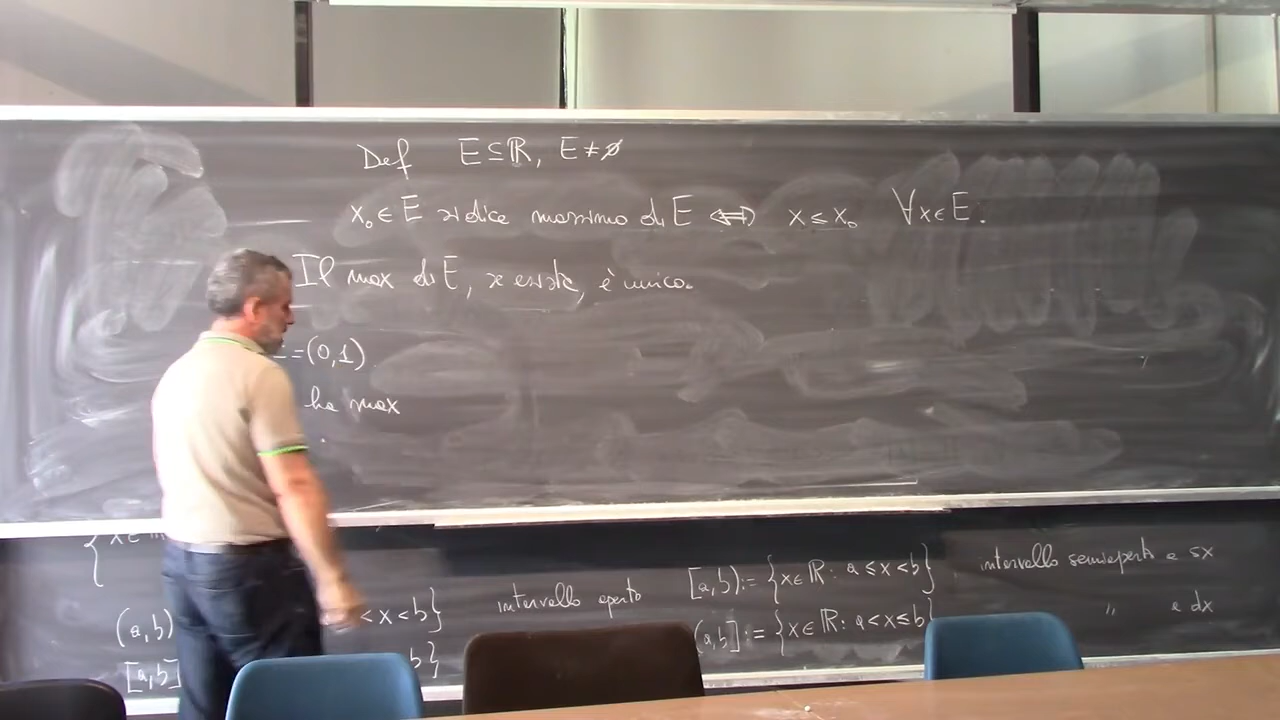 Def E⊆ℝ, E≠∅
x₀∈E si dice massimo di E ⟺ x≤x₀ ∀x∈E.
Il max di E, se esiste, è unico.
=(0,1)
ha max
{x∈
(a,b) <x<b} intervallo aperto
[a,b] b}
[a,b):={x∈ℝ: a≤x<b} intervallo semiaperto a sx
(a,b]:={x∈ℝ: a<x≤b} " a dx